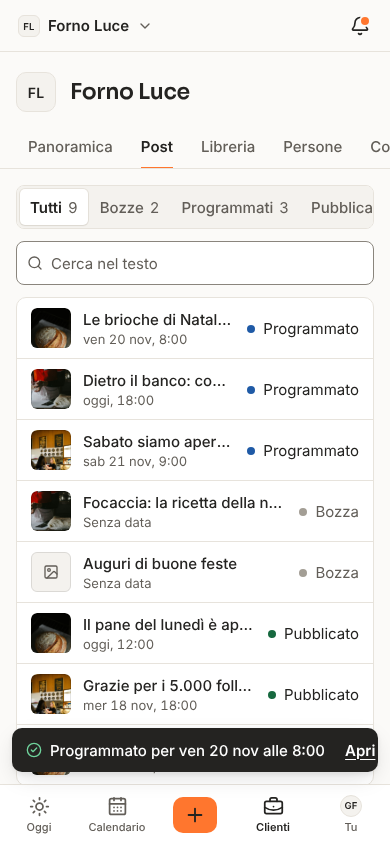 FL Forno Luce
FL Forno Luce
Panoramica Post Libreria Persone Co
Tutti 9 Bozze 2 Programmati 3 Pubblica
Cerca nel testo
Le brioche di Natal... Programmato
ven 20 nov, 8:00
Dietro il banco: co... Programmato
oggi, 18:00
Sabato siamo aper... Programmato
sab 21 nov, 9:00
Focaccia: la ricetta della n... Bozza
Senza data
Auguri di buone feste Bozza
Senza data
Il pane del lunedì è ap... Pubblicato
oggi, 12:00
Grazie per i 5.000 foll... Pubblicato
mer 18 nov, 18:00
Programmato per ven 20 nov alle 8:00 Apri
GF
Oggi Calendario Clienti Tu